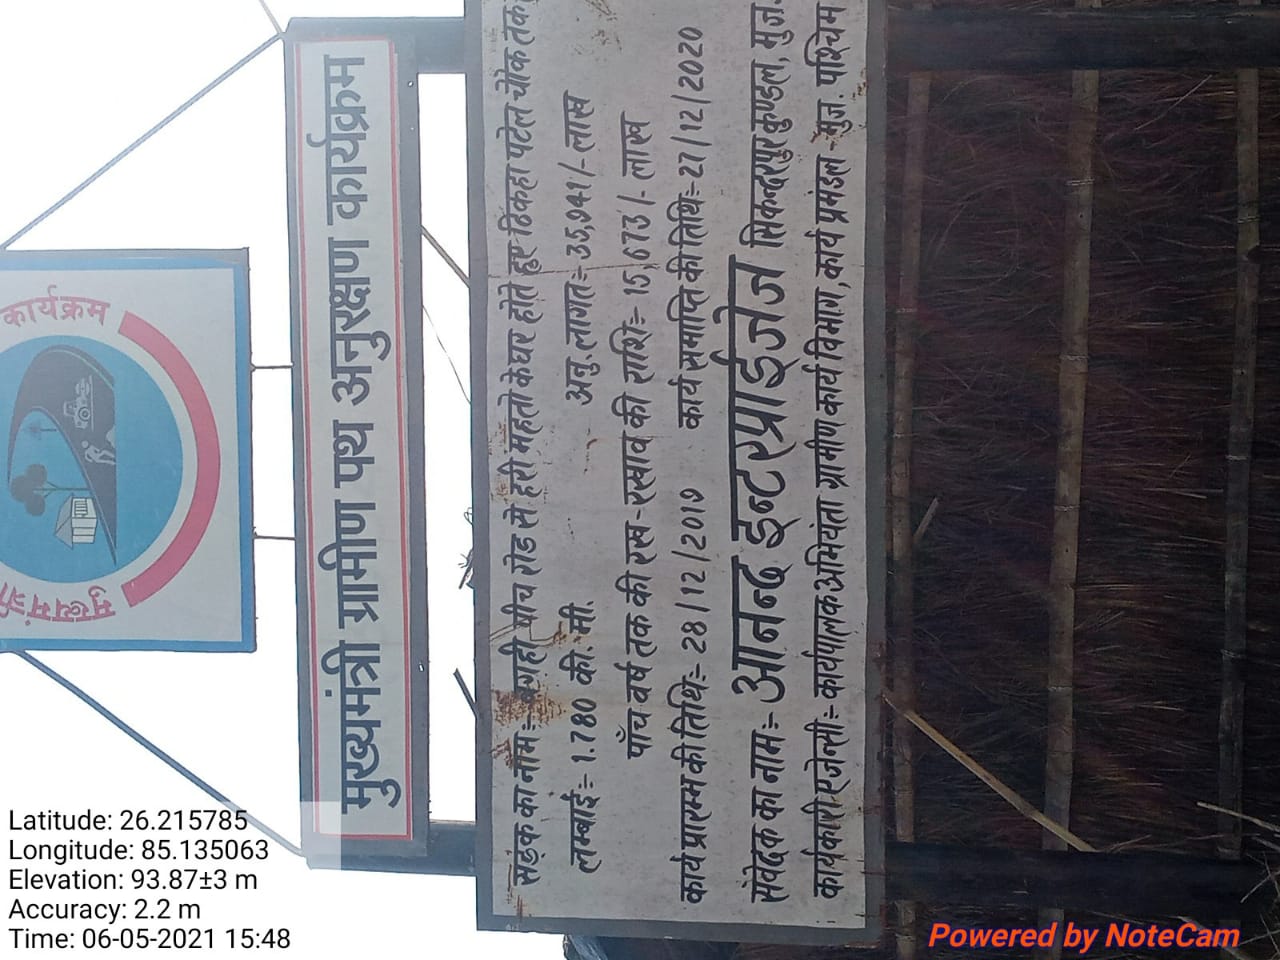 मुख्यमंत्री
कार्यक्रम
मुख्यमंत्री ग्रामीण पथ अनुरक्षण कार्यक्रम
सड़क का नाम:- बगही पीच रोड से हरी महतो के घर होते हुए ठिकहा पटेल चौक तक
लम्बाई:- 1.780 की. मी. अनु. लागत:- 35,941/- लाख
पाँच वर्ष तक की रख-रखाव की राशि:- 15,673/- लाख
कार्य प्रारम्भ की तिथि:- 28/12/2019 कार्य समाप्ति की तिथि:- 27/12/2020
संवेदक का नाम:- आनन्द इन्टरप्राईजेज सिकन्दरपुर कुण्डल, मुज.
कार्यकारी एजेन्सी:- कार्यपालक अभियंता ग्रामीण कार्य विभाग, कार्य प्रमंडल मुज. पश्चिम
Latitude: 26.215785
Longitude: 85.135063
Elevation: 93.87±3 m
Accuracy: 2.2 m
Time: 06-05-2021 15:48
Powered by NoteCam